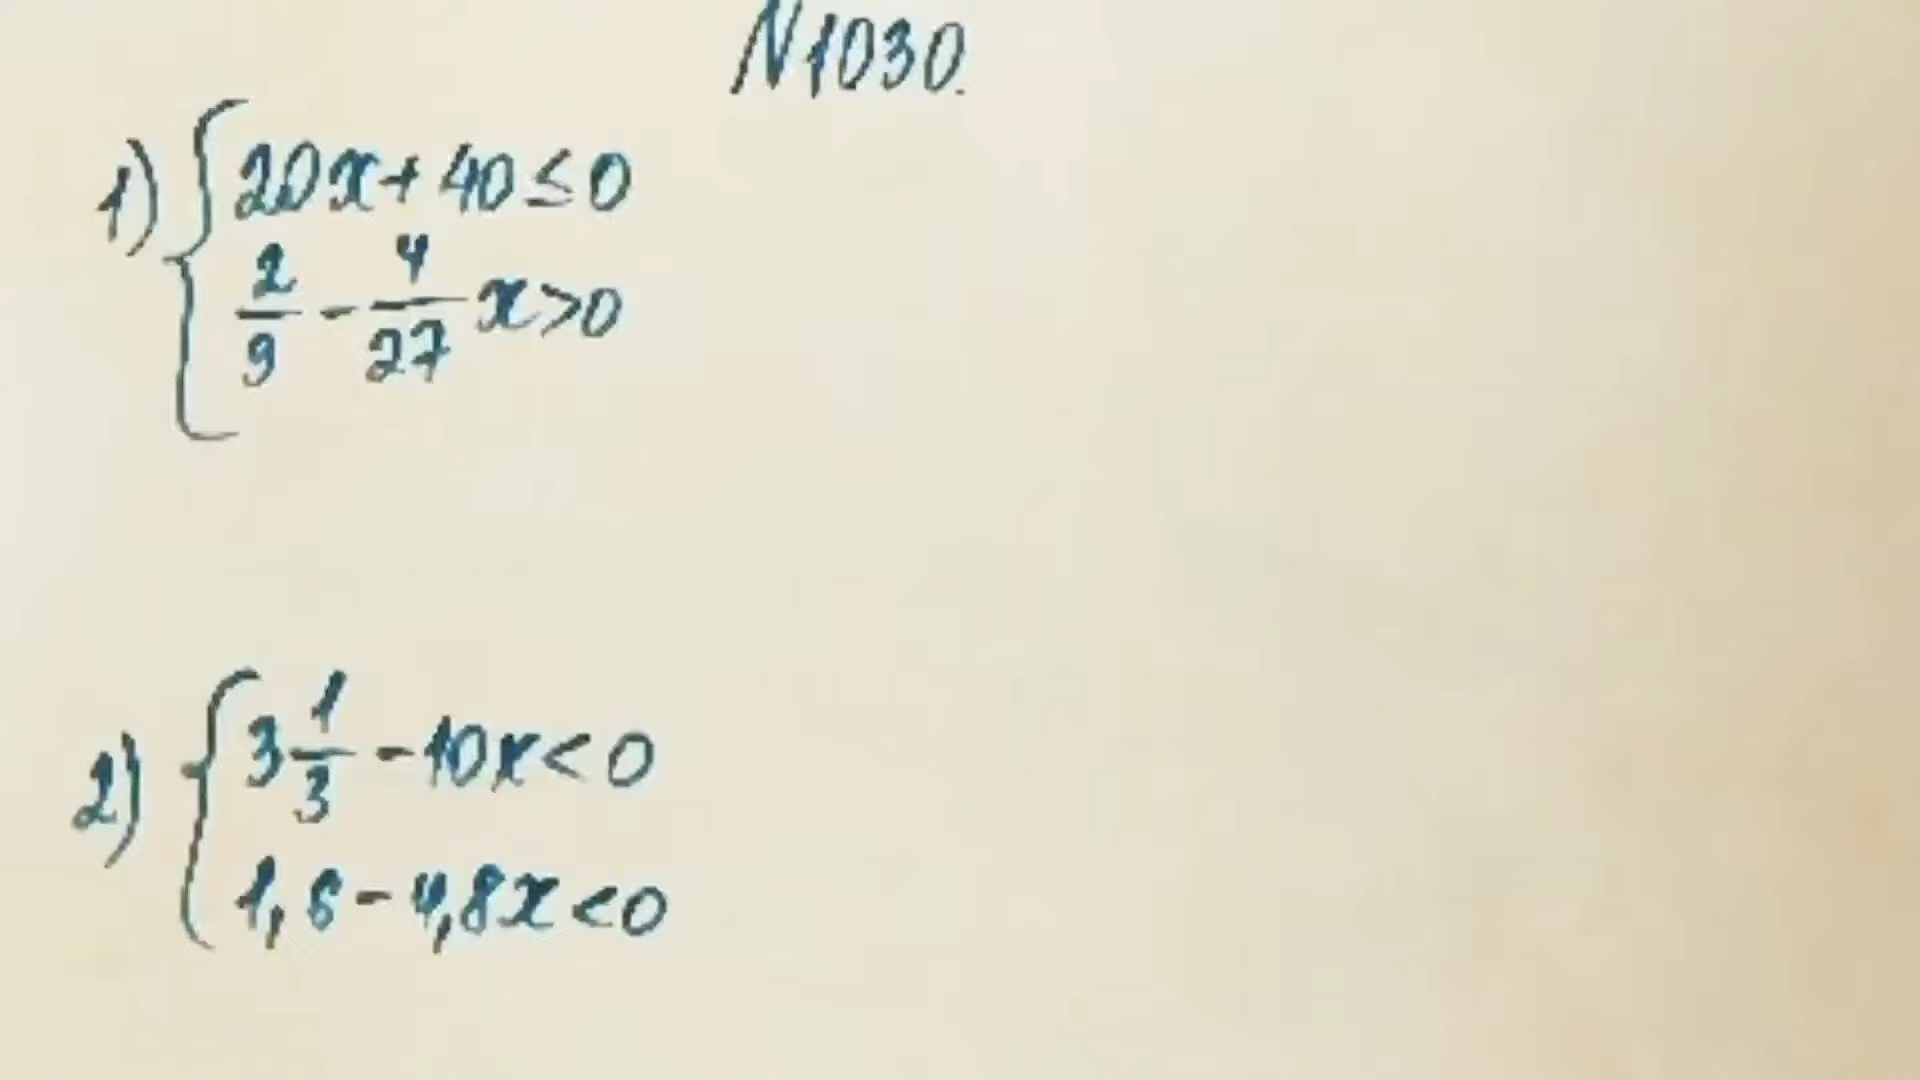 N1030.
1) { 20x + 40 ≤ 0
2/9 - 4/27 x > 0
2) { 3 1/3 - 10x < 0
1,6 - 4,8x < 0